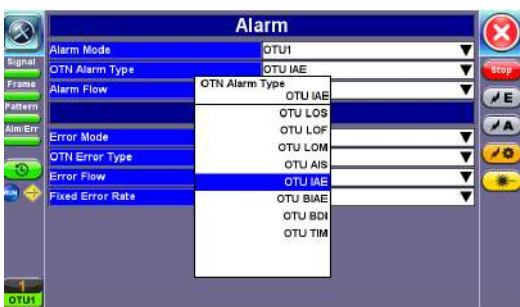 Alarm
Alarm Mode
OTU1
Signal
OTN Alarm Type
OTU IAE
Stop
Frame
Alarm Flow
OTN Alarm Type
OTU IAE
E
Pattern
OTU LOS
Alm/Err
OTU LOF
A
Error Mode
OTU LOM
OTN Error Type
OTU AIS
Error Flow
OTU IAE
RUN
Fixed Error Rate
OTU BIAE
OTU BDI
OTU TIM
1
OTU1